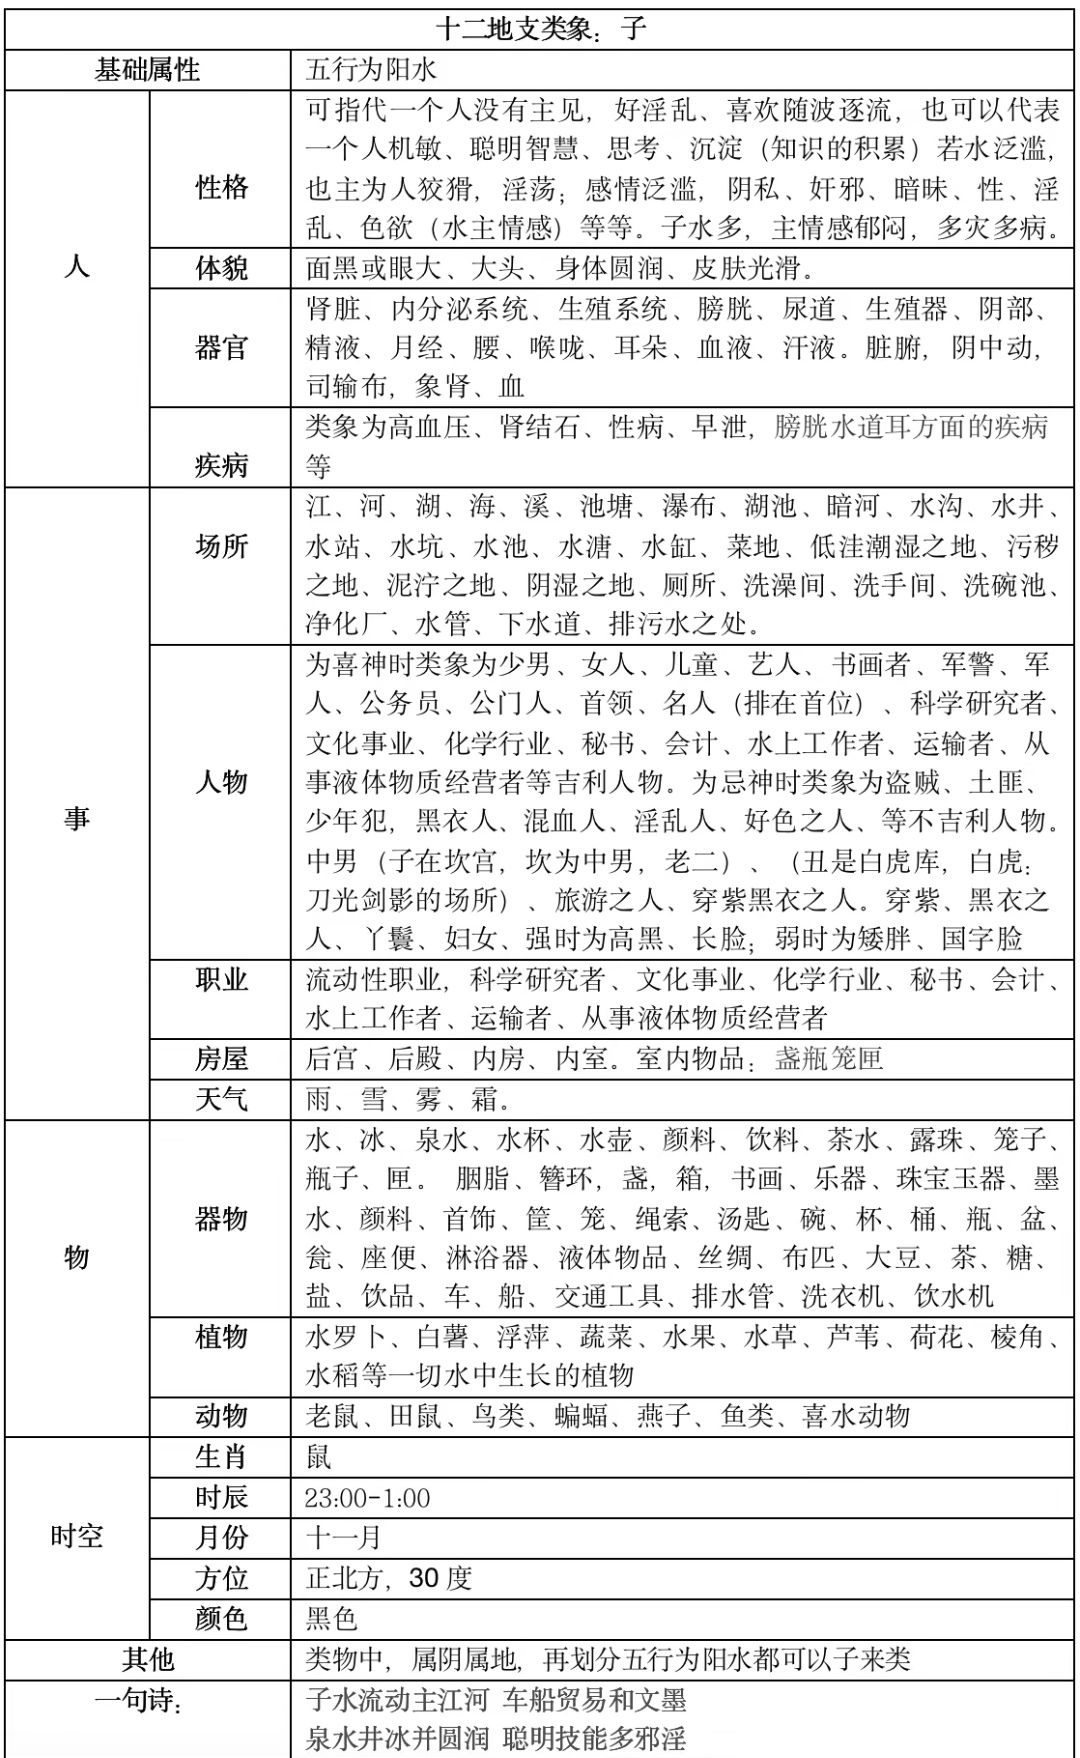 十二地支类象：子
基础属性
五行为阳水
人
性格
可指代一个人没有主见，好淫乱、喜欢随波逐流，也可以代表
一个人机敏、聪明智慧、思考、沉淀（知识的积累）若水泛滥，
也主为人狡猾，淫荡；感情泛滥，阴私、奸邪、暗昧、性、淫
乱、色欲（水主情感）等等。子水多，主情感郁闷，多灾多病。
体貌
面黑或眼大、大头、身体圆润、皮肤光滑。
器官
肾脏、内分泌系统、生殖系统、膀胱、尿道、生殖器、阴部、
精液、月经、腰、喉咙、耳朵、血液、汗液。脏腑，阴中动，
司输布，象肾、血
疾病
类象为高血压、肾结石、性病、早泄，膀胱水道耳方面的疾病
等
事
场所
江、河、湖、海、溪、池塘、瀑布、湖池、暗河、水沟、水井、
水站、水坑、水池、水溏、水缸、菜地、低洼潮湿之地、污秽
之地、泥泞之地、阴湿之地、厕所、洗澡间、洗手间、洗碗池、
净化厂、水管、下水道、排污水之处。
人物
为喜神时类象为少男、女人、儿童、艺人、书画者、军警、军
人、公务员、公门人、首领、名人（排在首位）、科学研究者、
文化事业、化学行业、秘书、会计、水上工作者、运输者、从
事液体物质经营者等吉利人物。为忌神时类象为盗贼、土匪、
少年犯，黑衣人、混血人、淫乱人、好色之人、等不吉利人物。
中男（子在坎宫，坎为中男，老二）、（丑是白虎库，白虎：
刀光剑影的场所）、旅游之人、穿紫黑衣之人。穿紫、黑衣之
人、丫鬟、妇女、强时为高黑、长脸；弱时为矮胖、国字脸
职业
流动性职业，科学研究者、文化事业、化学行业、秘书、会计、
水上工作者、运输者、从事液体物质经营者
房屋
后宫、后殿、内房、内室。室内物品：盏瓶笼匣
天气
雨、雪、雾、霜。
物
器物
水、冰、泉水、水杯、水壶、颜料、饮料、茶水、露珠、笼子、
瓶子、匣。 胭脂、簪环，盏，箱，书画、乐器、珠宝玉器、墨
水、颜料、首饰、筐、笼、绳索、汤匙、碗、杯、桶、瓶、盆、
瓮、座便、淋浴器、液体物品、丝绸、布匹、大豆、茶、糖、
盐、饮品、车、船、交通工具、排水管、洗衣机、饮水机
植物
水罗卜、白薯、浮萍、蔬菜、水果、水草、芦苇、荷花、棱角、
水稻等一切水中生长的植物
动物
老鼠、田鼠、鸟类、蝙蝠、燕子、鱼类、喜水动物
时空
生肖
鼠
时辰
23:00-1:00
月份
十一月
方位
正北方，30 度
颜色
黑色
其他
类物中，属阴属地，再划分五行为阳水都可以子来类
一句诗：
子水流动主江河 车船贸易和文墨
泉水井冰并圆润 聪明技能多邪淫